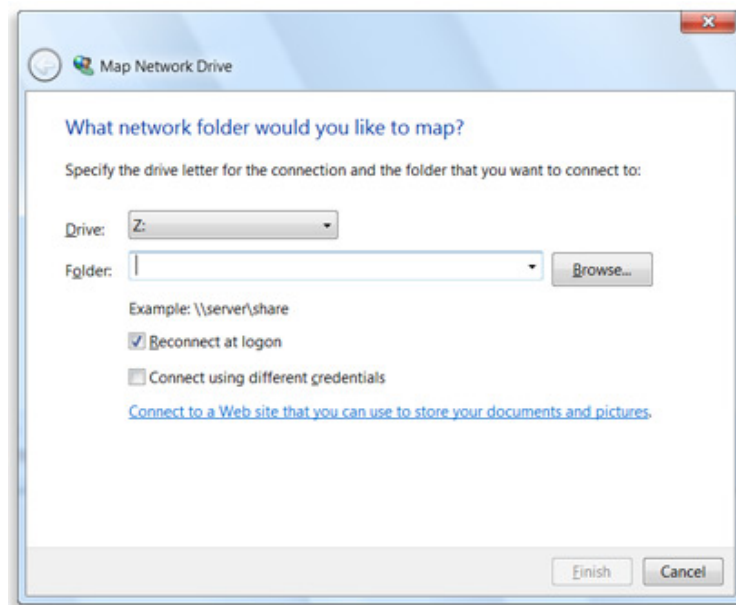 Map Network Drive
What network folder would you like to map?
Specify the drive letter for the connection and the folder that you want to connect to:
Drive: Z:
Folder: Browse...
Example: \\server\share
Reconnect at logon
Connect using different credentials
Connect to a Web site that you can use to store your documents and pictures.
Finish Cancel